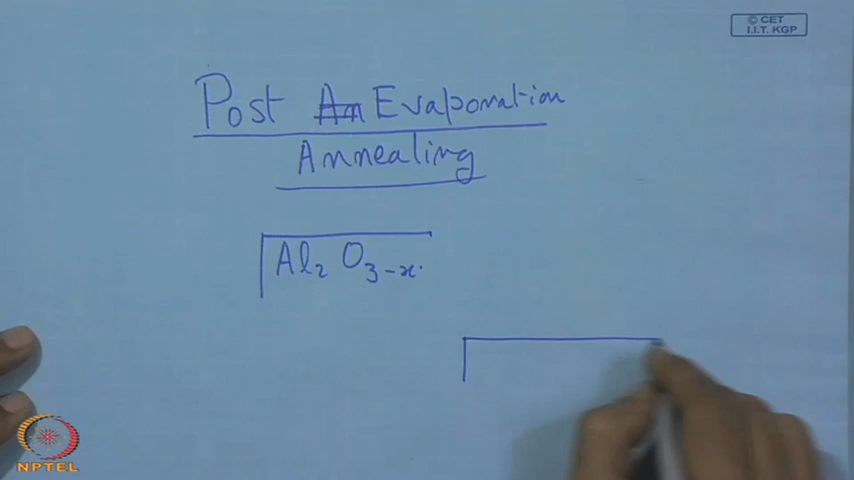 © CET
I.I.T. KGP
Post An Evaporation
Annealing
Al₂ O₃₋ₓ.
NPTEL